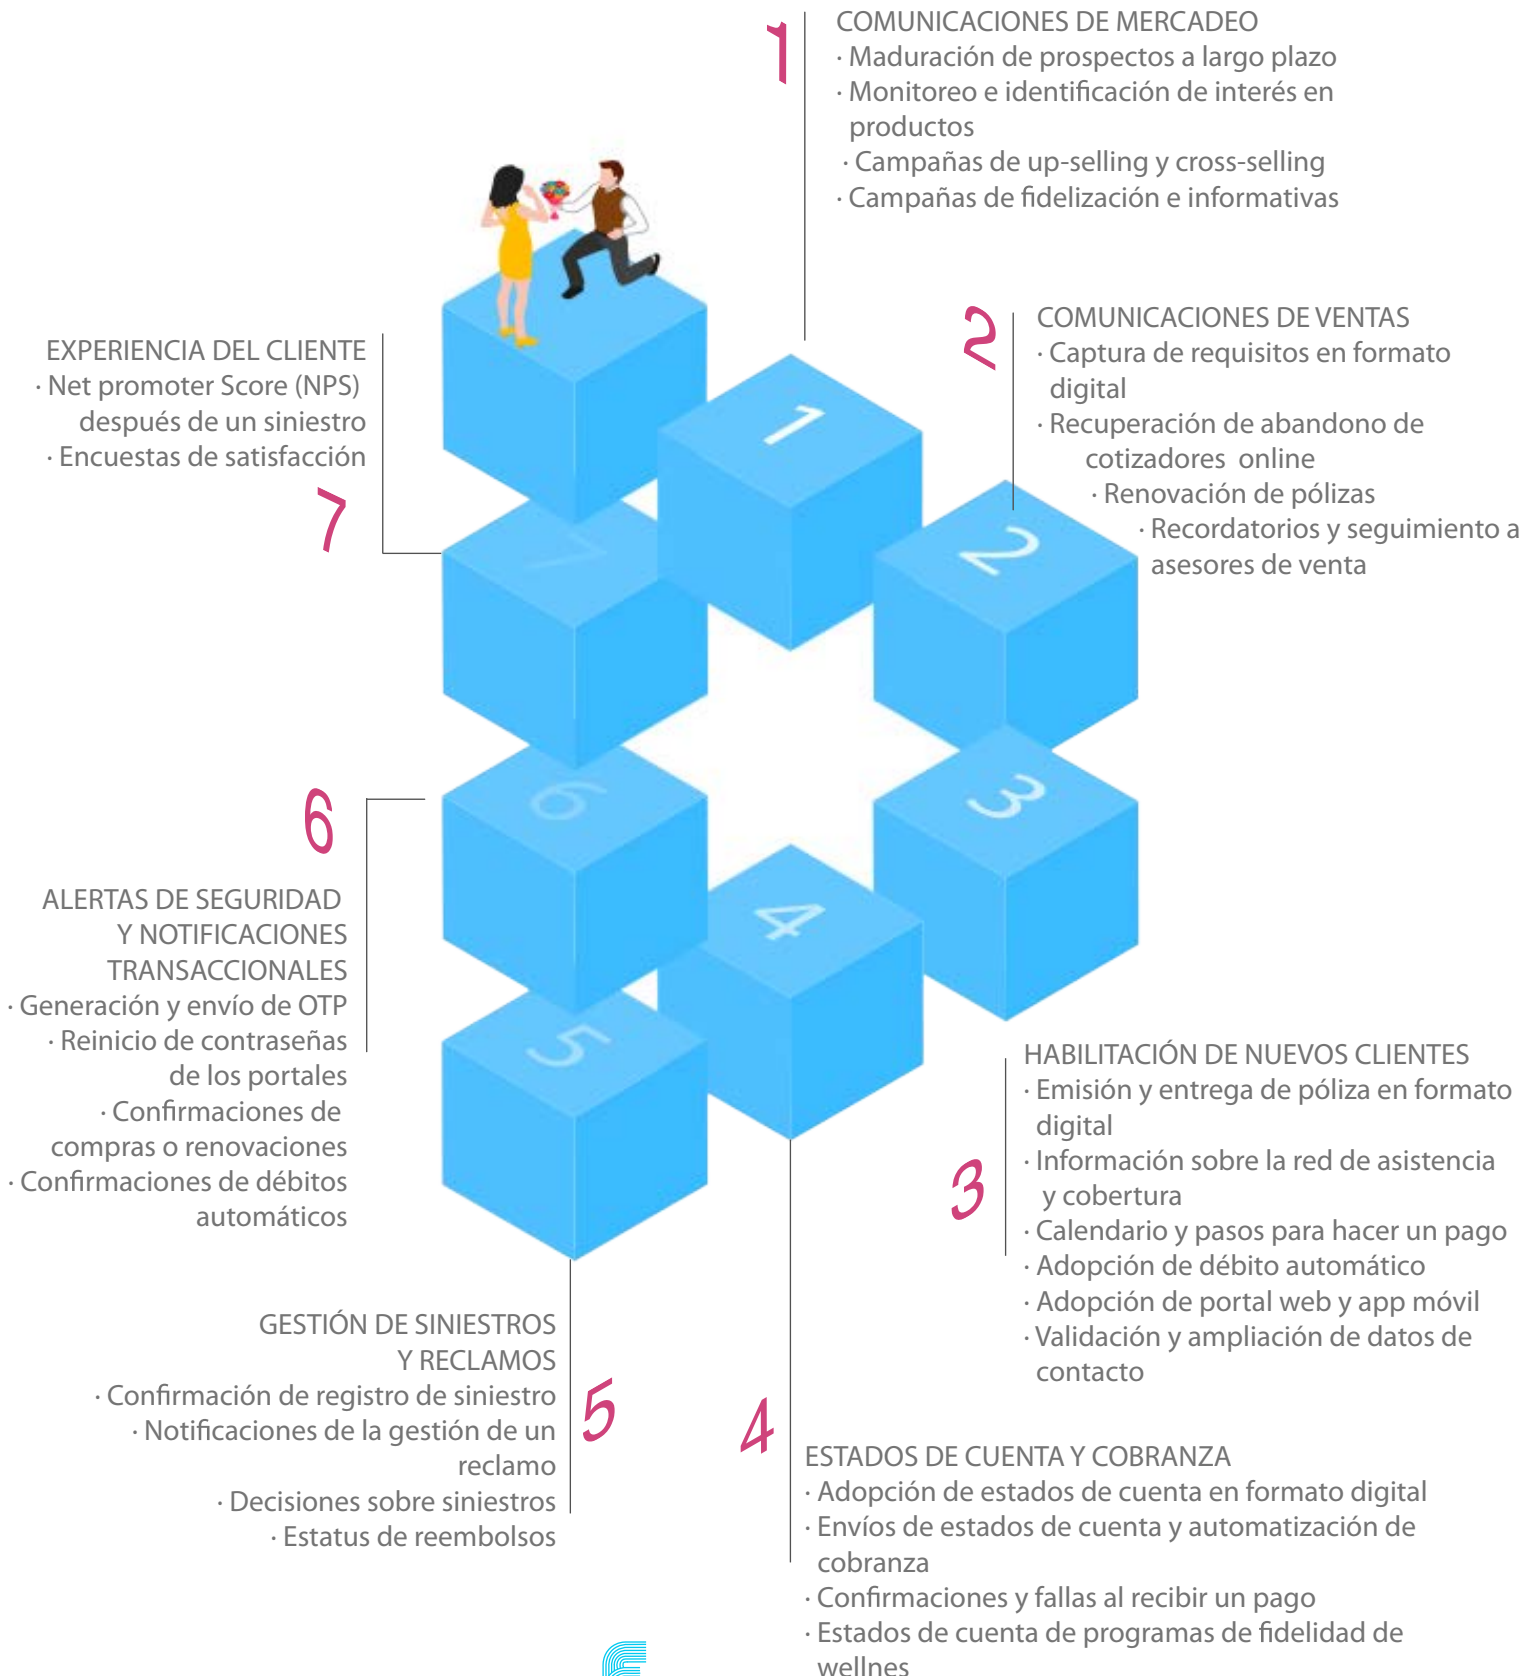 1
COMUNICACIONES DE MERCADEO
· Maduración de prospectos a largo plazo
· Monitoreo e identificación de interés en
productos
· Campañas de up-selling y cross-selling
· Campañas de fidelización e informativas
2
COMUNICACIONES DE VENTAS
· Captura de requisitos en formato
digital
· Recuperación de abandono de
cotizadores online
· Renovación de pólizas
· Recordatorios y seguimiento a
asesores de venta
3
HABILITACIÓN DE NUEVOS CLIENTES
· Emisión y entrega de póliza en formato
digital
· Información sobre la red de asistencia
y cobertura
· Calendario y pasos para hacer un pago
· Adopción de débito automático
· Adopción de portal web y app móvil
· Validación y ampliación de datos de
contacto
4
ESTADOS DE CUENTA Y COBRANZA
· Adopción de estados de cuenta en formato digital
· Envíos de estados de cuenta y automatización de
cobranza
· Confirmaciones y fallas al recibir un pago
· Estados de cuenta de programas de fidelidad de
wellnes
5
GESTIÓN DE SINIESTROS
Y RECLAMOS
· Confirmación de registro de siniestro
· Notificaciones de la gestión de un
reclamo
· Decisiones sobre siniestros
· Estatus de reembolsos
6
ALERTAS DE SEGURIDAD
Y NOTIFICACIONES
TRANSACCIONALES
· Generación y envío de OTP
· Reinicio de contraseñas
de los portales
· Confirmaciones de
compras o renovaciones
· Confirmaciones de débitos
automáticos
7
EXPERIENCIA DEL CLIENTE
· Net promoter Score (NPS)
después de un siniestro
· Encuestas de satisfacción
1
2
3
4
5
6
7